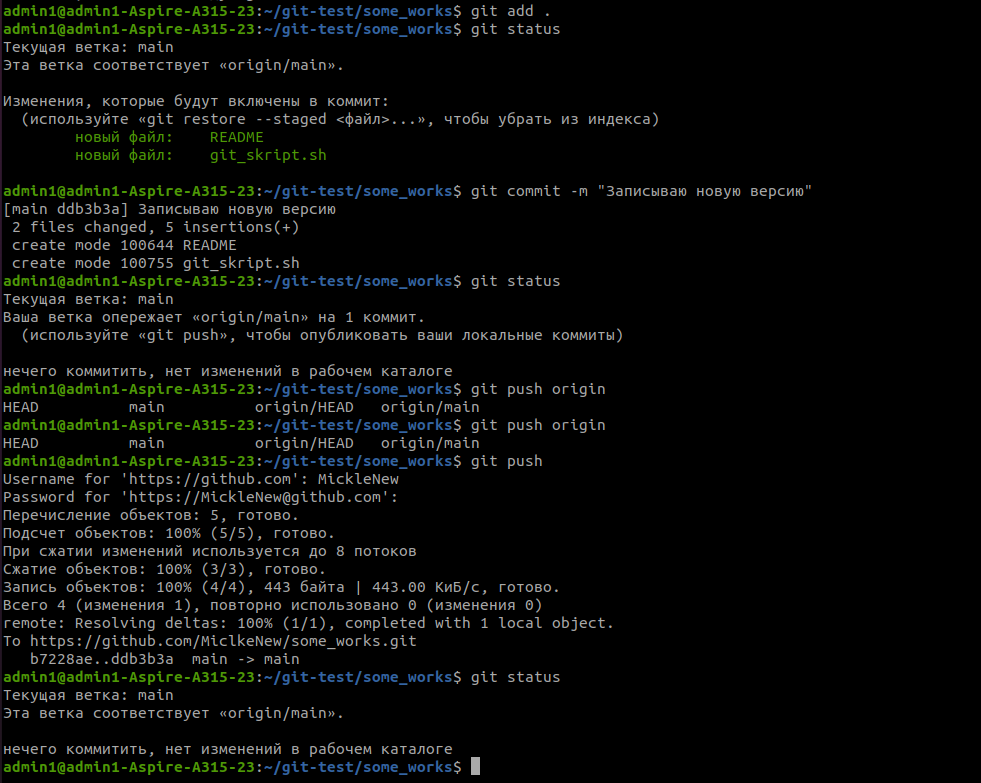 admin1@admin1-Aspire-A315-23:~/git-test/some_works$ git add .
admin1@admin1-Aspire-A315-23:~/git-test/some_works$ git status
Текущая ветка: main
Эта ветка соответствует «origin/main».
Изменения, которые будут включены в коммит:
  (используйте «git restore --staged <файл>...», чтобы убрать из индекса)
        новый файл:    README
        новый файл:    git_skript.sh
admin1@admin1-Aspire-A315-23:~/git-test/some_works$ git commit -m "Записываю новую версию"
[main ddb3b3a] Записываю новую версию
 2 files changed, 5 insertions(+)
 create mode 100644 README
 create mode 100755 git_skript.sh
admin1@admin1-Aspire-A315-23:~/git-test/some_works$ git status
Текущая ветка: main
Ваша ветка опережает «origin/main» на 1 коммит.
  (используйте «git push», чтобы опубликовать ваши локальные коммиты)
нечего коммитить, нет изменений в рабочем каталоге
admin1@admin1-Aspire-A315-23:~/git-test/some_works$ git push origin
HEAD          main          origin/HEAD   origin/main
admin1@admin1-Aspire-A315-23:~/git-test/some_works$ git push origin
HEAD          main          origin/HEAD   origin/main
admin1@admin1-Aspire-A315-23:~/git-test/some_works$ git push
Username for 'https://github.com': MickleNew
Password for 'https://MickleNew@github.com':
Перечисление объектов: 5, готово.
Подсчет объектов: 100% (5/5), готово.
При сжатии изменений используется до 8 потоков
Сжатие объектов: 100% (3/3), готово.
Запись объектов: 100% (4/4), 443 байта | 443.00 КиБ/с, готово.
Всего 4 (изменения 1), повторно использовано 0 (изменения 0)
remote: Resolving deltas: 100% (1/1), completed with 1 local object.
To https://github.com/MiclkeNew/some_works.git
   b7228ae..ddb3b3a  main -> main
admin1@admin1-Aspire-A315-23:~/git-test/some_works$ git status
Текущая ветка: main
Эта ветка соответствует «origin/main».
нечего коммитить, нет изменений в рабочем каталоге
admin1@admin1-Aspire-A315-23:~/git-test/some_works$